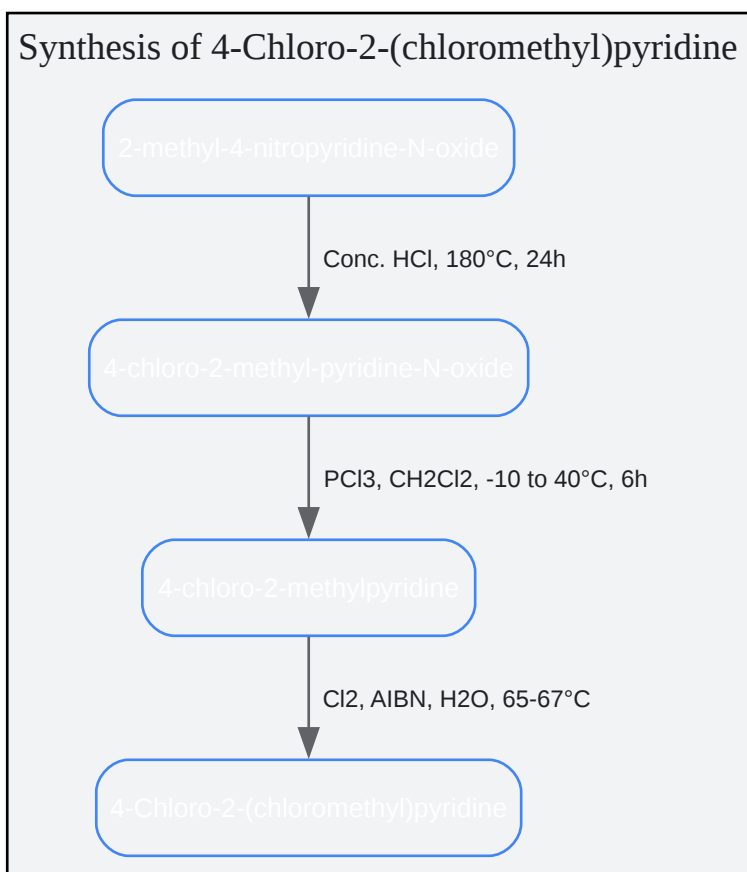 Synthesis of 4-Chloro-2-(chloromethyl)pyridine
2-methyl-4-nitropyridine-N-oxide
Conc. HCl, 180°C, 24h
4-chloro-2-methyl-pyridine-N-oxide
PCl3, CH2Cl2, -10 to 40°C, 6h
4-chloro-2-methylpyridine
Cl2, AIBN, H2O, 65-67°C
4-Chloro-2-(chloromethyl)pyridine